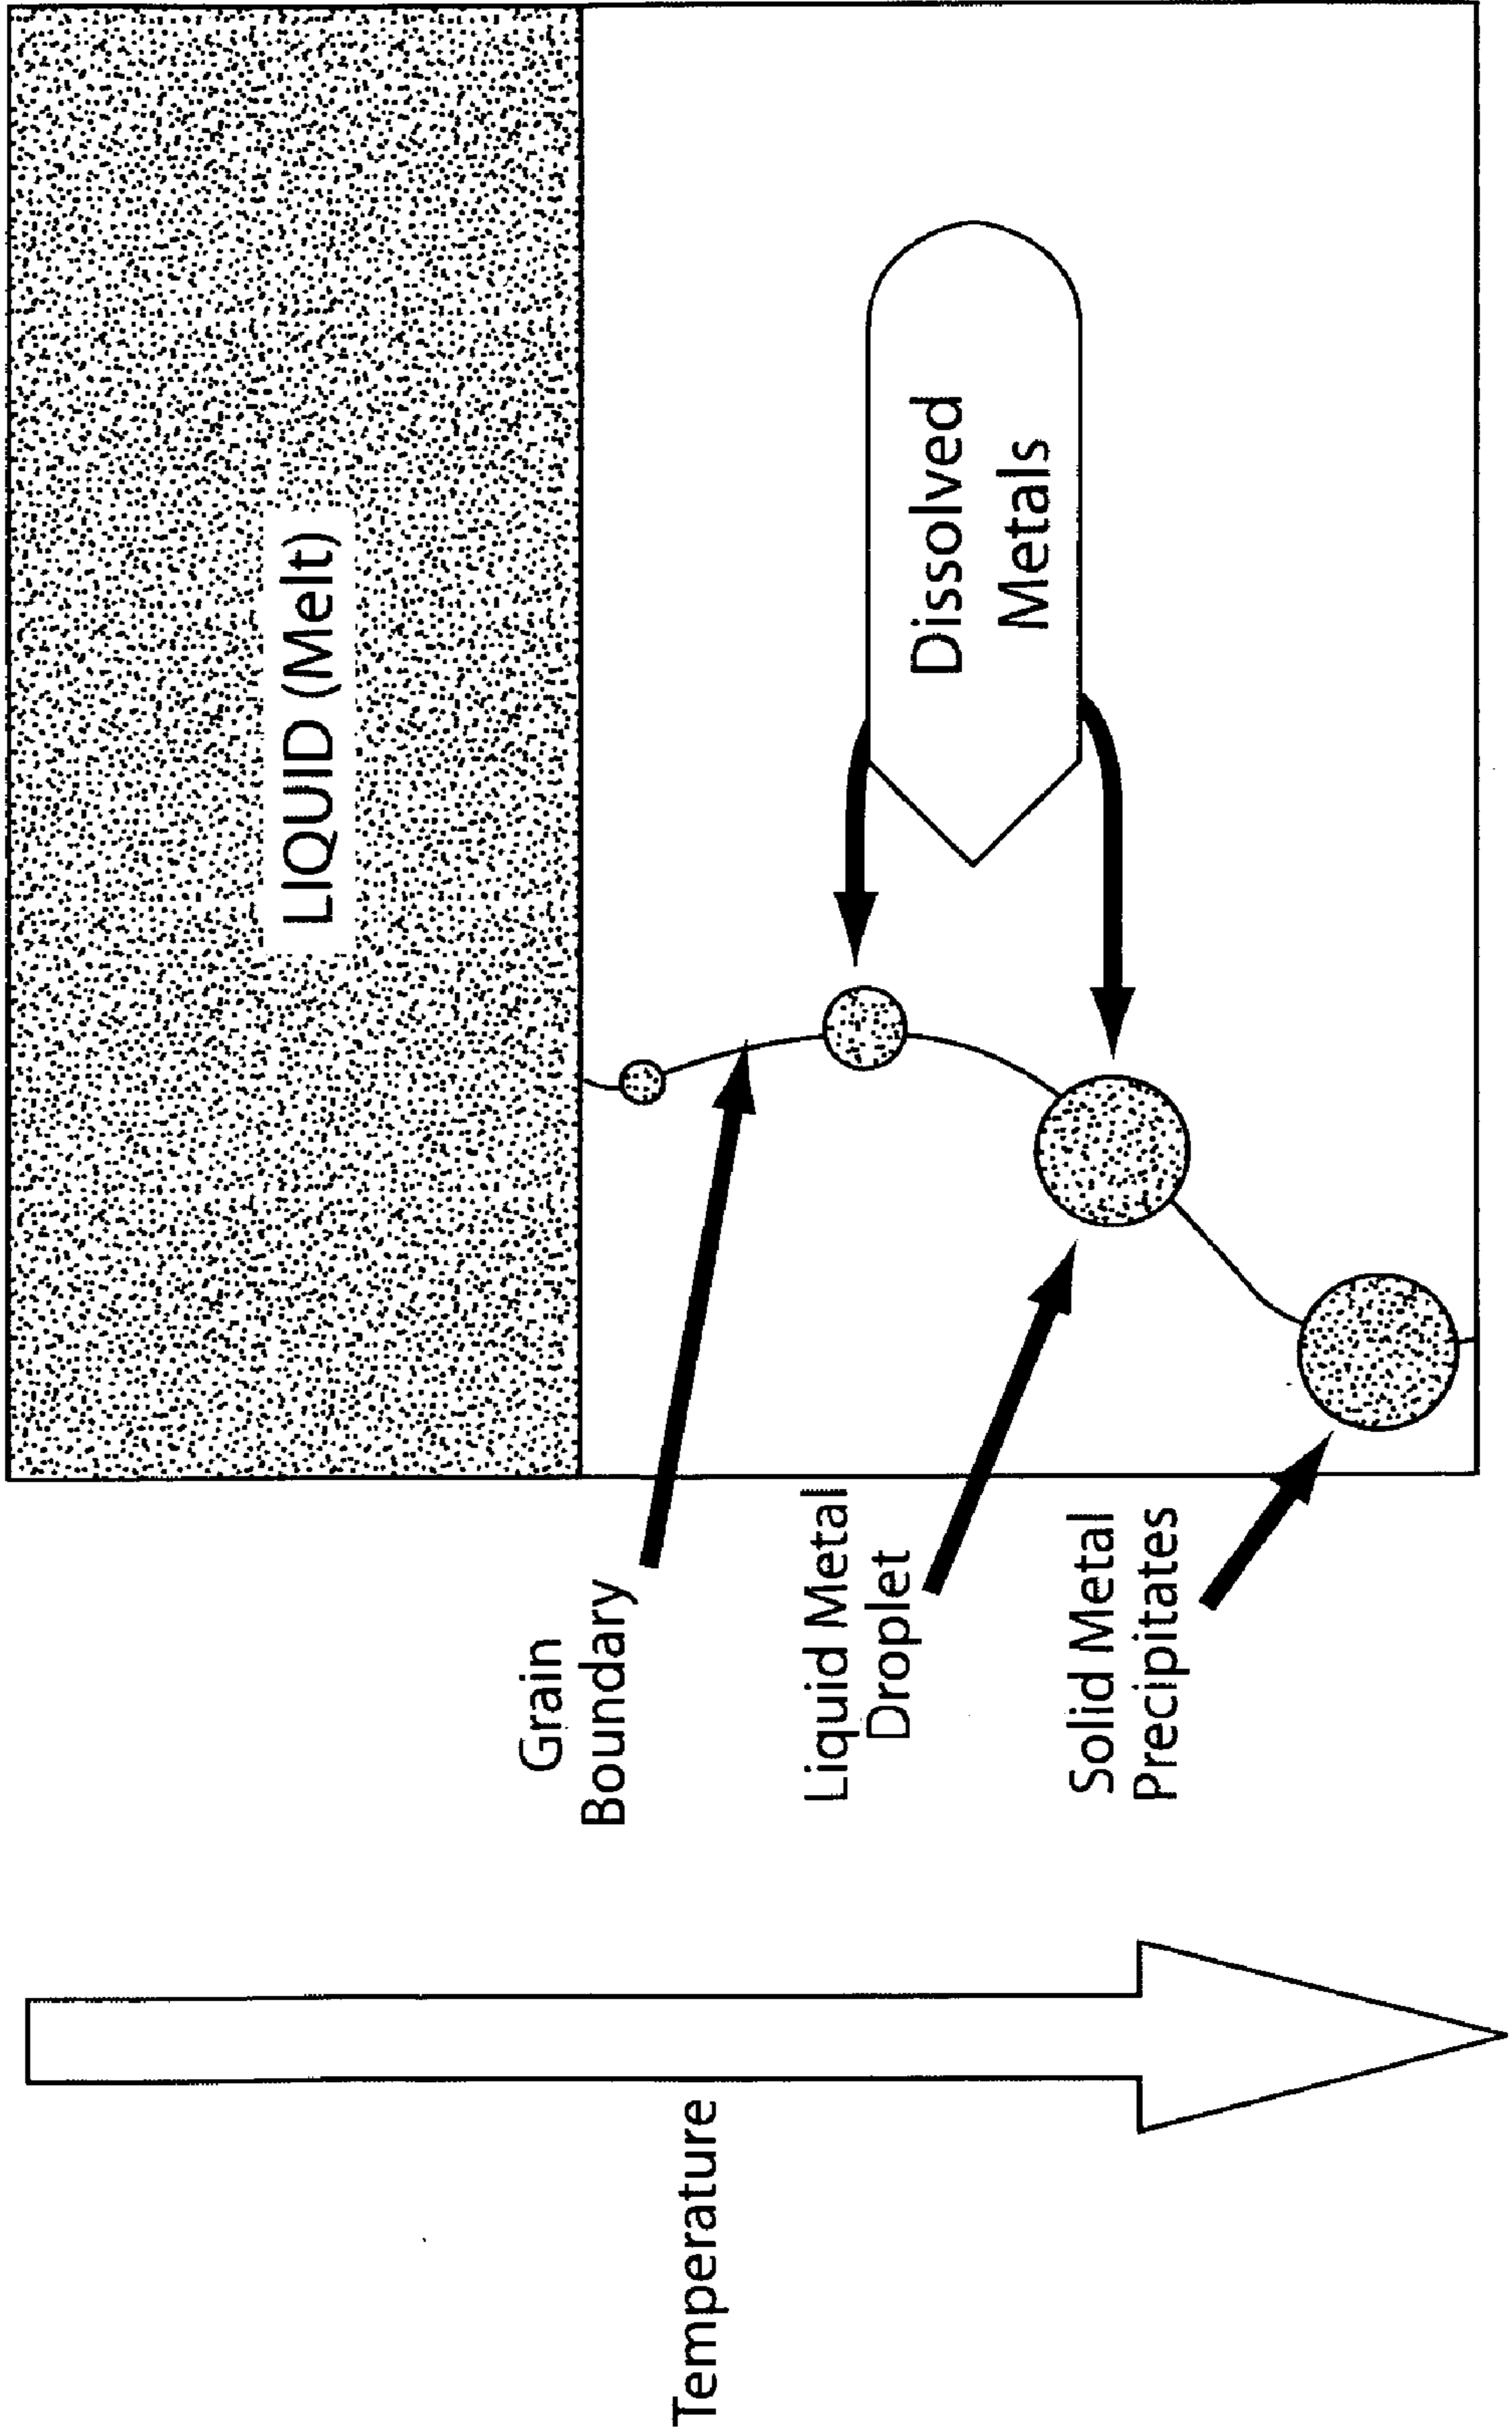 LIQUID (Melt)
Dissolved
Metals
Grain
Boundary
Liquid Metal
Droplet
Solid Metal
Precipitates
Temperature